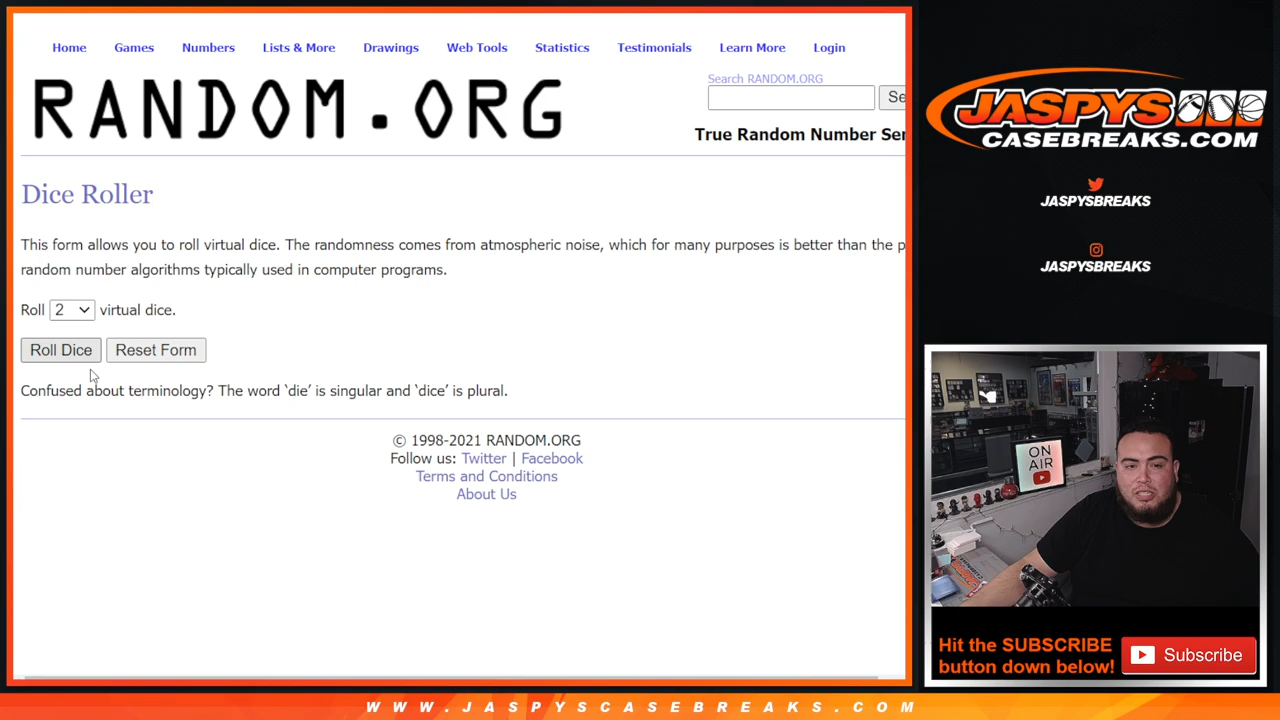 Home Games Numbers Lists & More Drawings Web Tools Statistics Testimonials Learn More Login
RANDOM.ORG
Search RANDOM.ORG
Se
True Random Number Ser
Dice Roller
This form allows you to roll virtual dice. The randomness comes from atmospheric noise, which for many purposes is better than the p
random number algorithms typically used in computer programs.
Roll 2 virtual dice.
Roll Dice Reset Form
Confused about terminology? The word ‘die’ is singular and ‘dice’ is plural.
© 1998-2021 RANDOM.ORG
Follow us: Twitter | Facebook
Terms and Conditions
About Us
JASPYS
CASEBREAKS.COM
JASPYSBREAKS
JASPYSBREAKS
ON
AIR
Hit the SUBSCRIBE
button down below!
Subscribe
WWW.JASPYSCASEBREAKS.COM